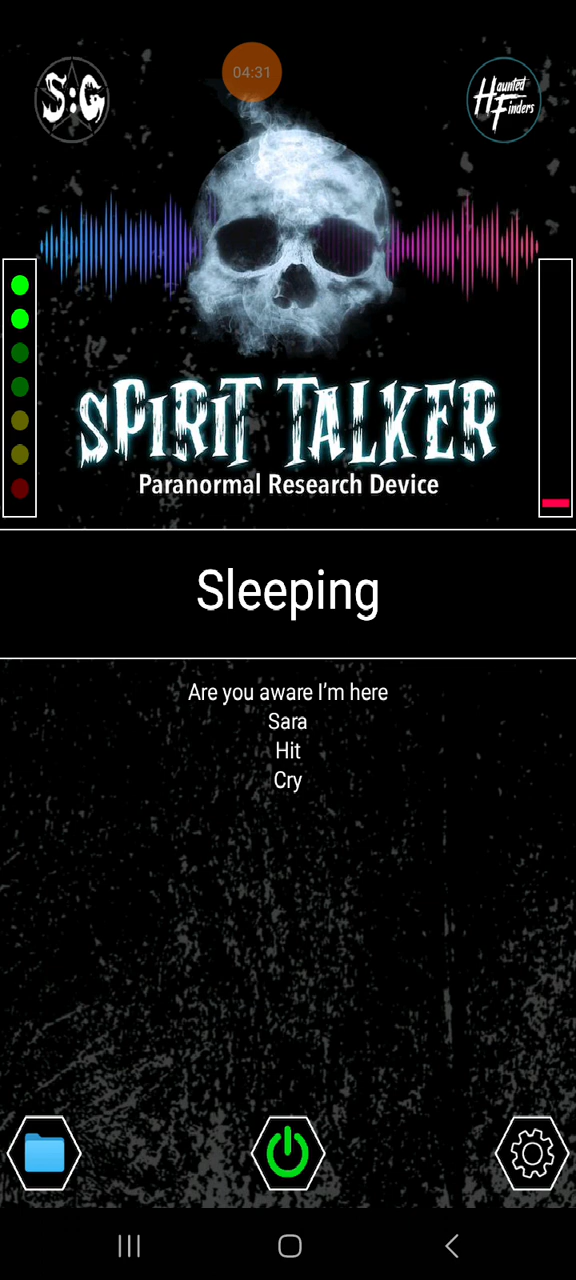 04:31
S:G
Haunted
Finders
SPIRIT TALKER
Paranormal Research Device
Sleeping
Are you aware I'm here
Sara
Hit
Cry